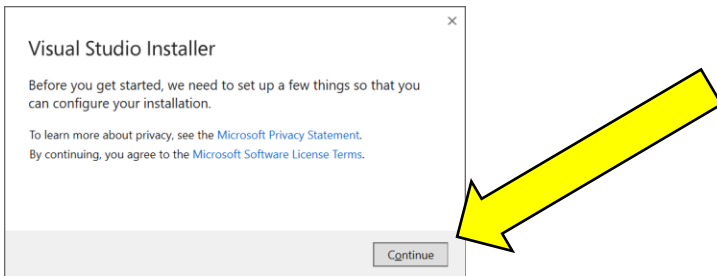 Visual Studio Installer
Before you get started, we need to set up a few things so that you
can configure your installation.
To learn more about privacy, see the Microsoft Privacy Statement.
By continuing, you agree to the Microsoft Software License Terms.
Continue